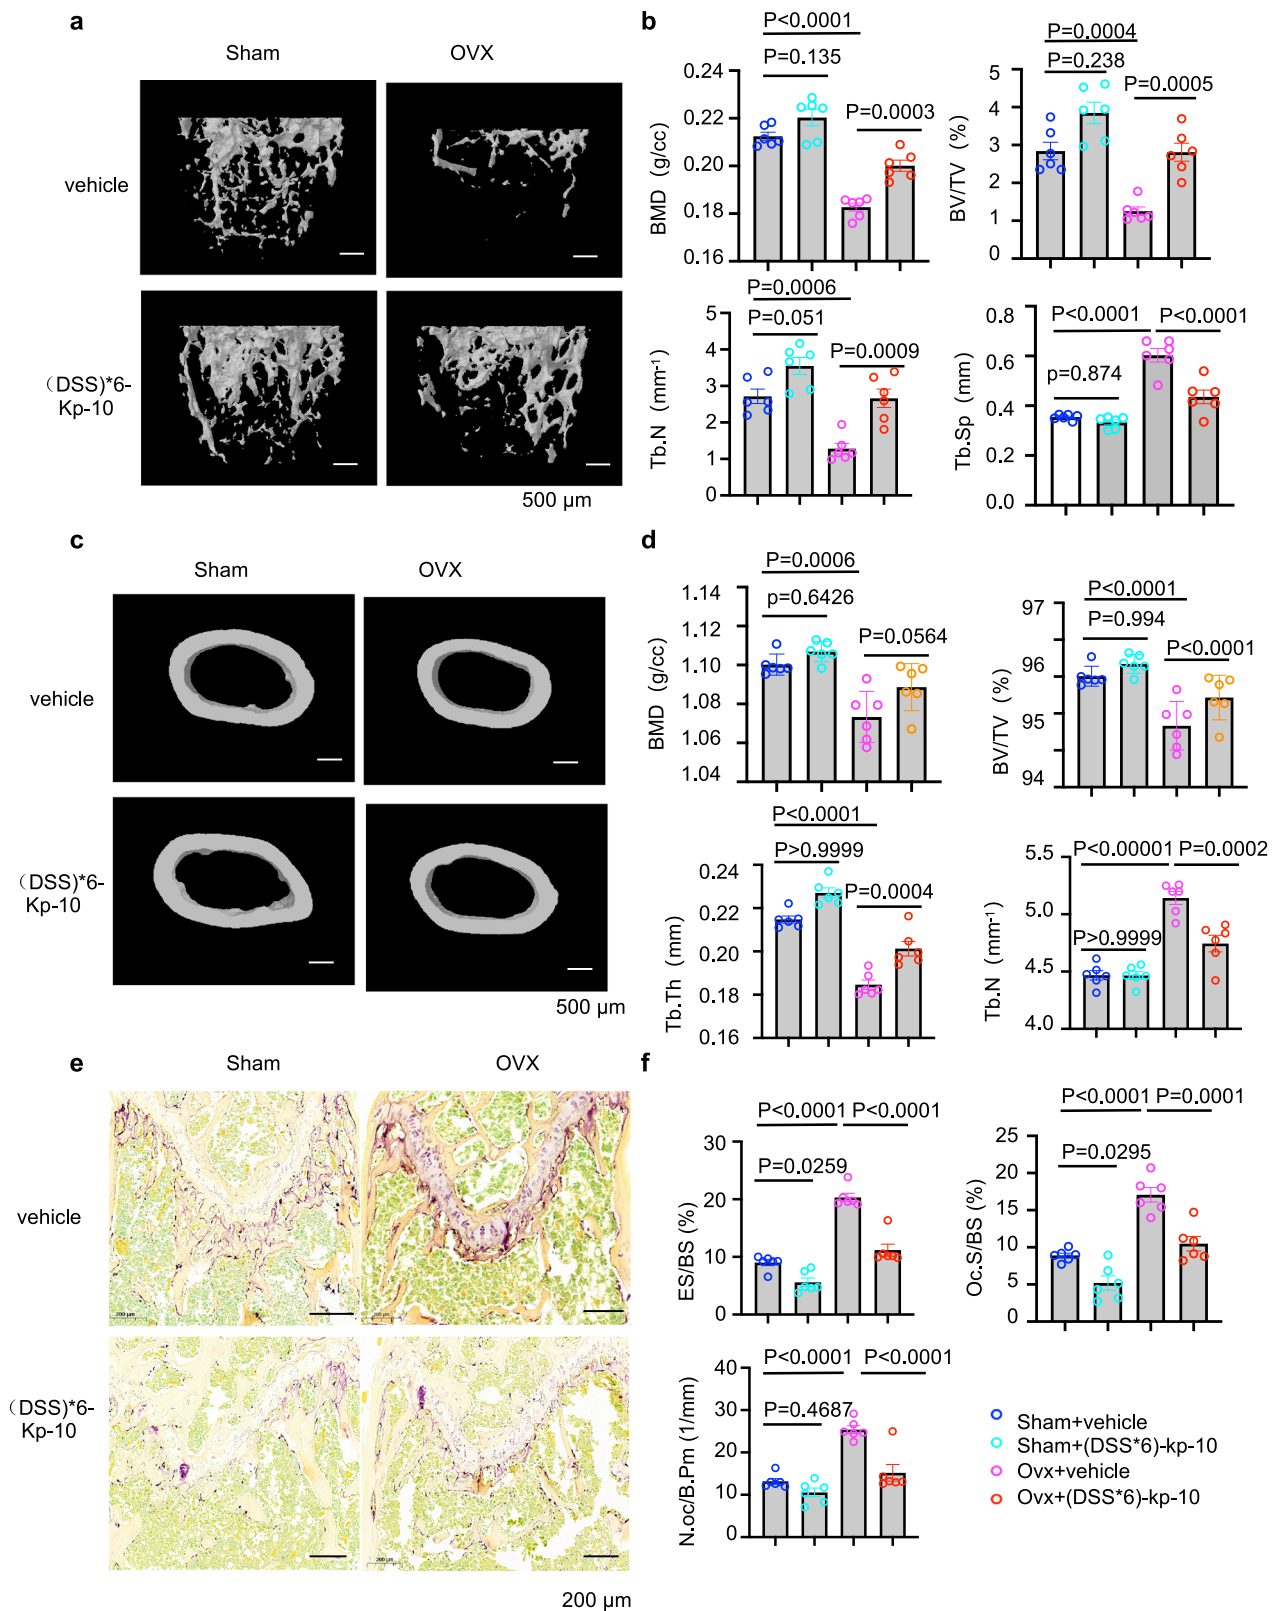 a
Sham
OVX
vehicle
（DSS)*6-
Kp-10
500 µm
b
P<0.0001
P=0.135
P=0.0003
BMD (g/cc)
0.24
0.22
0.20
0.18
0.16
P=0.0004
P=0.238
P=0.0005
BV/TV (%)
5
4
3
2
1
0
P=0.0006
P=0.051
P=0.0009
Tb.N (mm-1)
5
4
3
2
1
0
P<0.0001
P<0.0001
p=0.874
Tb.Sp (mm)
0.8
0.6
0.4
0.2
0.0
c
Sham
OVX
vehicle
（DSS)*6-
Kp-10
500 µm
d
P=0.0006
p=0.6426
P=0.0564
BMD (g/cc)
1.14
1.12
1.10
1.08
1.06
1.04
P<0.0001
P=0.994
P<0.0001
BV/TV (%)
97
96
95
94
P<0.0001
P>0.9999
P=0.0004
Tb.Th (mm)
0.24
0.22
0.20
0.18
0.16
P<0.00001
P=0.0002
P>0.9999
Tb.N (mm-1)
5.5
5.0
4.5
4.0
e
Sham
OVX
vehicle
200 µm
200 µm
（DSS)*6-
Kp-10
200 µm
200 µm
f
P<0.0001
P<0.0001
P=0.0259
ES/BS (%)
30
20
10
0
P<0.0001
P=0.0001
P=0.0295
Oc.S/BS (%)
25
20
15
10
5
0
P<0.0001
P<0.0001
P=0.4687
N.oc/B.Pm (1/mm)
40
30
20
10
0
Sham+vehicle
Sham+(DSS*6)-kp-10
Ovx+vehicle
Ovx+(DSS*6)-kp-10